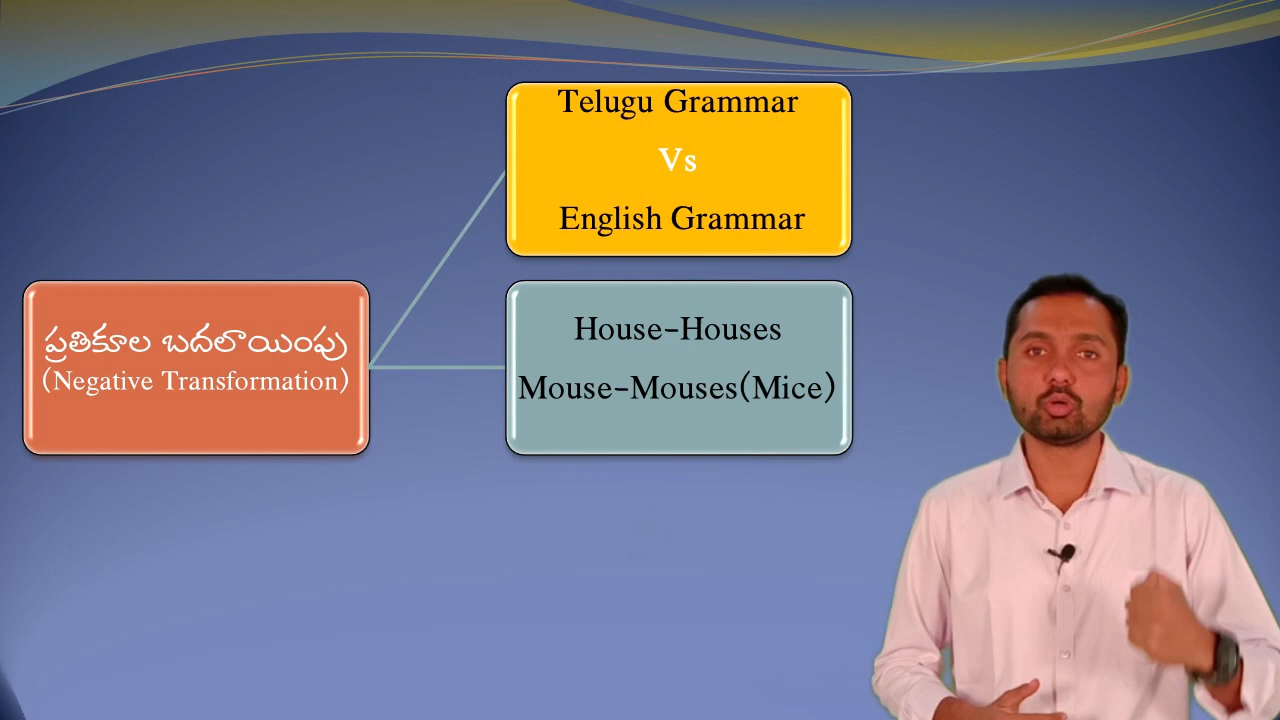 Telugu Grammar
Vs
English Grammar
ప్రతికూల బదలాయింపు
(Negative Transformation)
House-Houses
Mouse-Mouses(Mice)